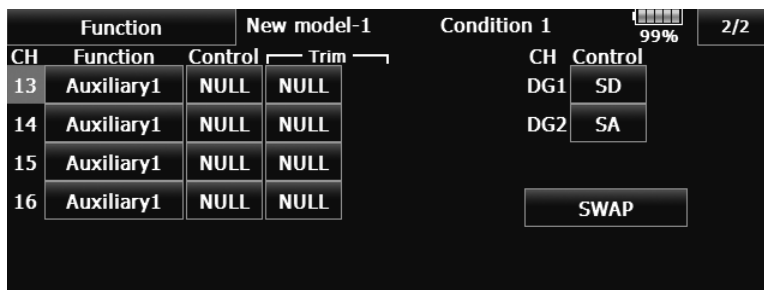 Function New model-1 Condition 1 99% 2/2
CH Function Control Trim CH Control
13 Auxiliary1 NULL NULL DG1 SD
14 Auxiliary1 NULL NULL DG2 SA
15 Auxiliary1 NULL NULL
16 Auxiliary1 NULL NULL SWAP